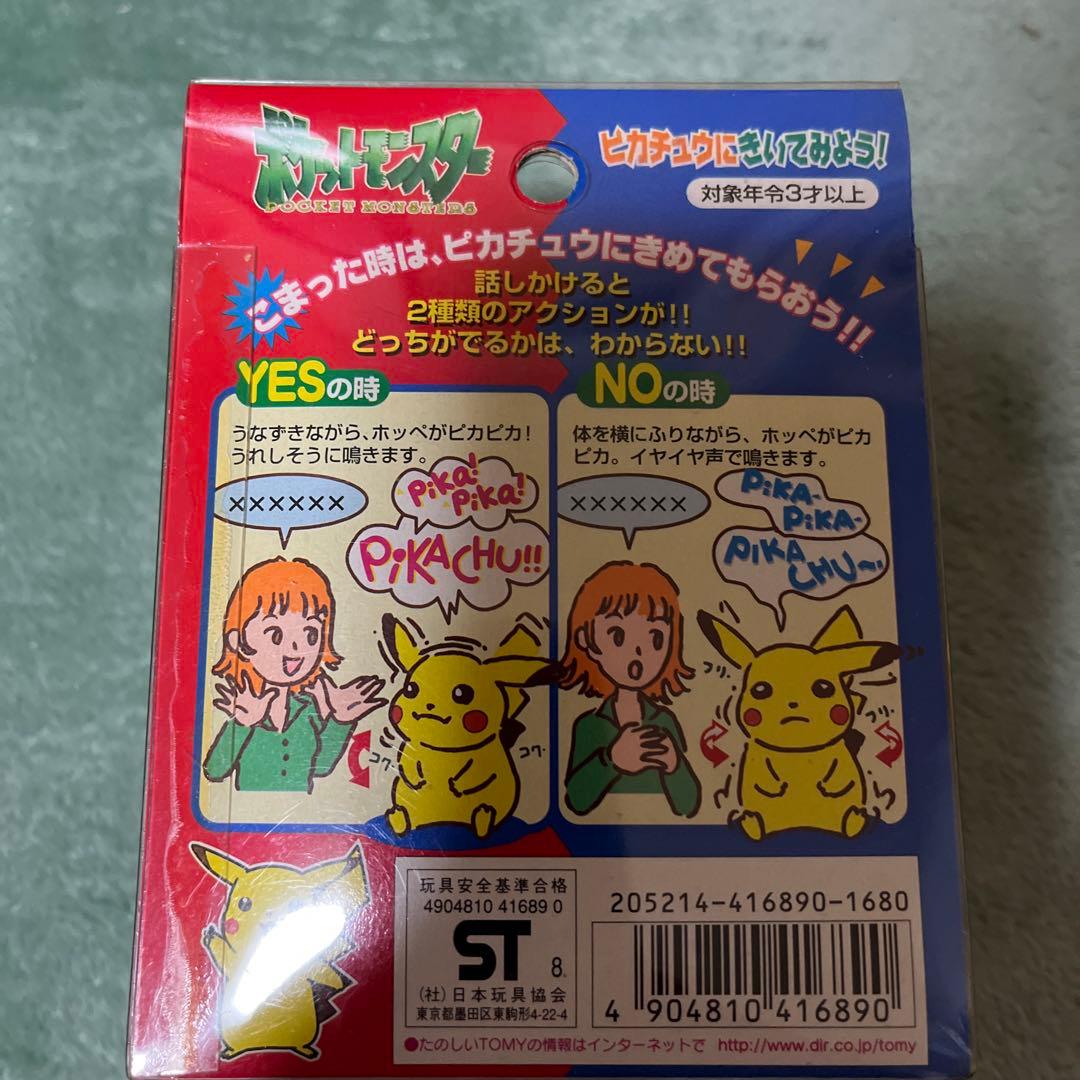 ポケットモンスター
POCKET MONSTERS
ピカチュウにきいてみよう!
対象年令3才以上
こまった時は、ピカチュウにきめてもらおう!!
話しかけると
2種類のアクションが!!
どっちがでるかは、わからない!!
YESの時
うなずきながら、ホッペがピカピカ!
うれしそうに鳴きます。
××××××
PiKa!
PiKa!
PiKACHU!!
コク・
コク・
NOの時
体を横にふりながら、ホッペがピカ
ピカ。イヤイヤ声で鳴きます。
××××××
PiKA-
PiKA-
PIKA
CHU~
フリ・
フリ・
玩具安全基準合格
4904810 41689 0
ST 8
(社)日本玩具協会
東京都墨田区東駒形4-22-4
205214-416890-1680
4 904810 416890
●たのしいTOMYの情報はインターネットで http://www.dir.co.jp/tomy